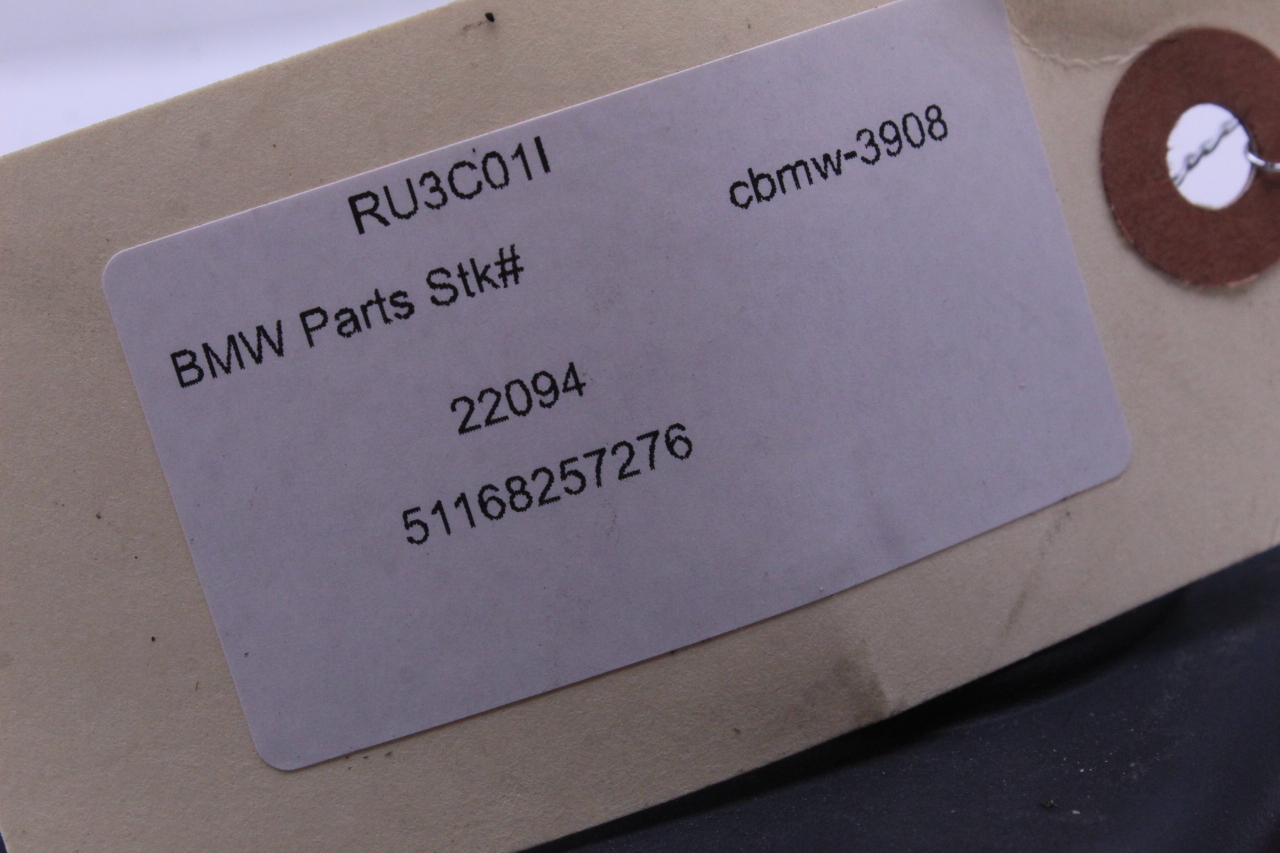 RU3C01I
cbmw-3908
BMW Parts Stk#
22094
51168257276